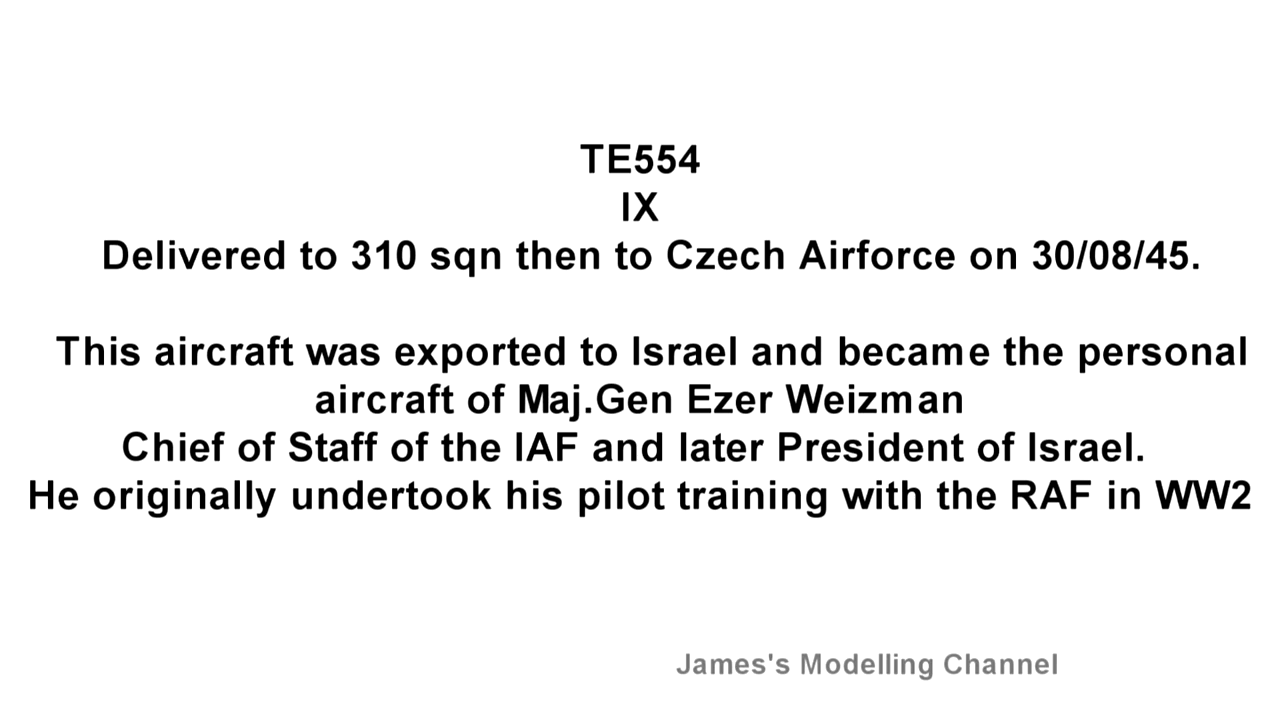 TE554
IX
Delivered to 310 sqn then to Czech Airforce on 30/08/45.
This aircraft was exported to Israel and became the personal
aircraft of Maj.Gen Ezer Weizman
Chief of Staff of the IAF and later President of Israel.
He originally undertook his pilot training with the RAF in WW2
James's Modelling Channel